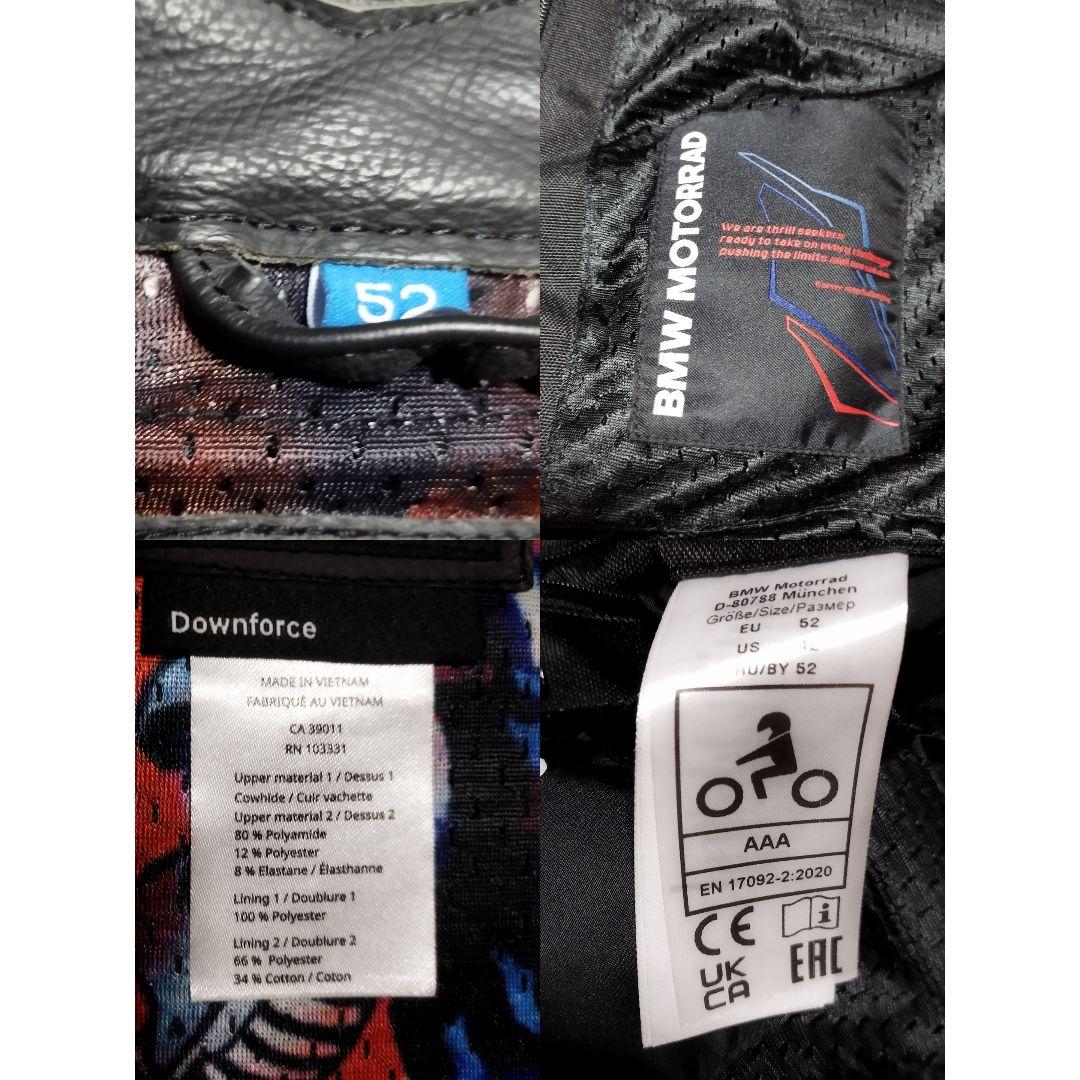 52
BMW MOTORRAD
We are thrill seekers
ready to take on every
pushing the limits and
Downforce
MADE IN VIETNAM
FABRIQUÉ AU VIETNAM
CA 39011
RN 103331
Upper material 1 / Dessus 1
Cowhide / Cuir vachette
Upper material 2 / Dessus 2
80 % Polyamide
12 % Polyester
8 % Elastane / Élasthanne
Lining 1 / Doublure 1
100 % Polyester
Lining 2 / Doublure 2
66 % Polyester
34 % Cotton / Coton
BMW Motorrad
D-80788 München
Größe/Size/Размер
EU 52
US
RU/BY 52
AAA
EN 17092-2:2020
CE
i
UK
CA
EAC